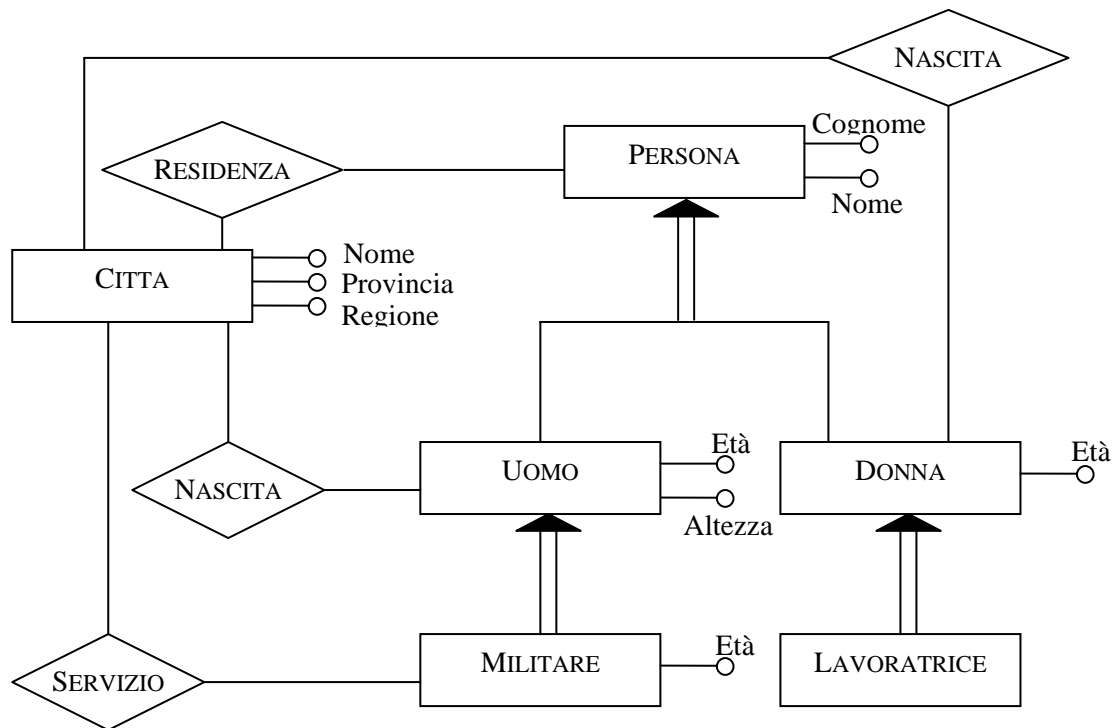 NASCITA
Cognome
PERSONA
RESIDENZA
Nome
Nome
CITTA
Provincia
Regione
Età
UOMO
DONNA
Età
NASCITA
Altezza
Età
MILITARE
LAVORATRICE
SERVIZIO